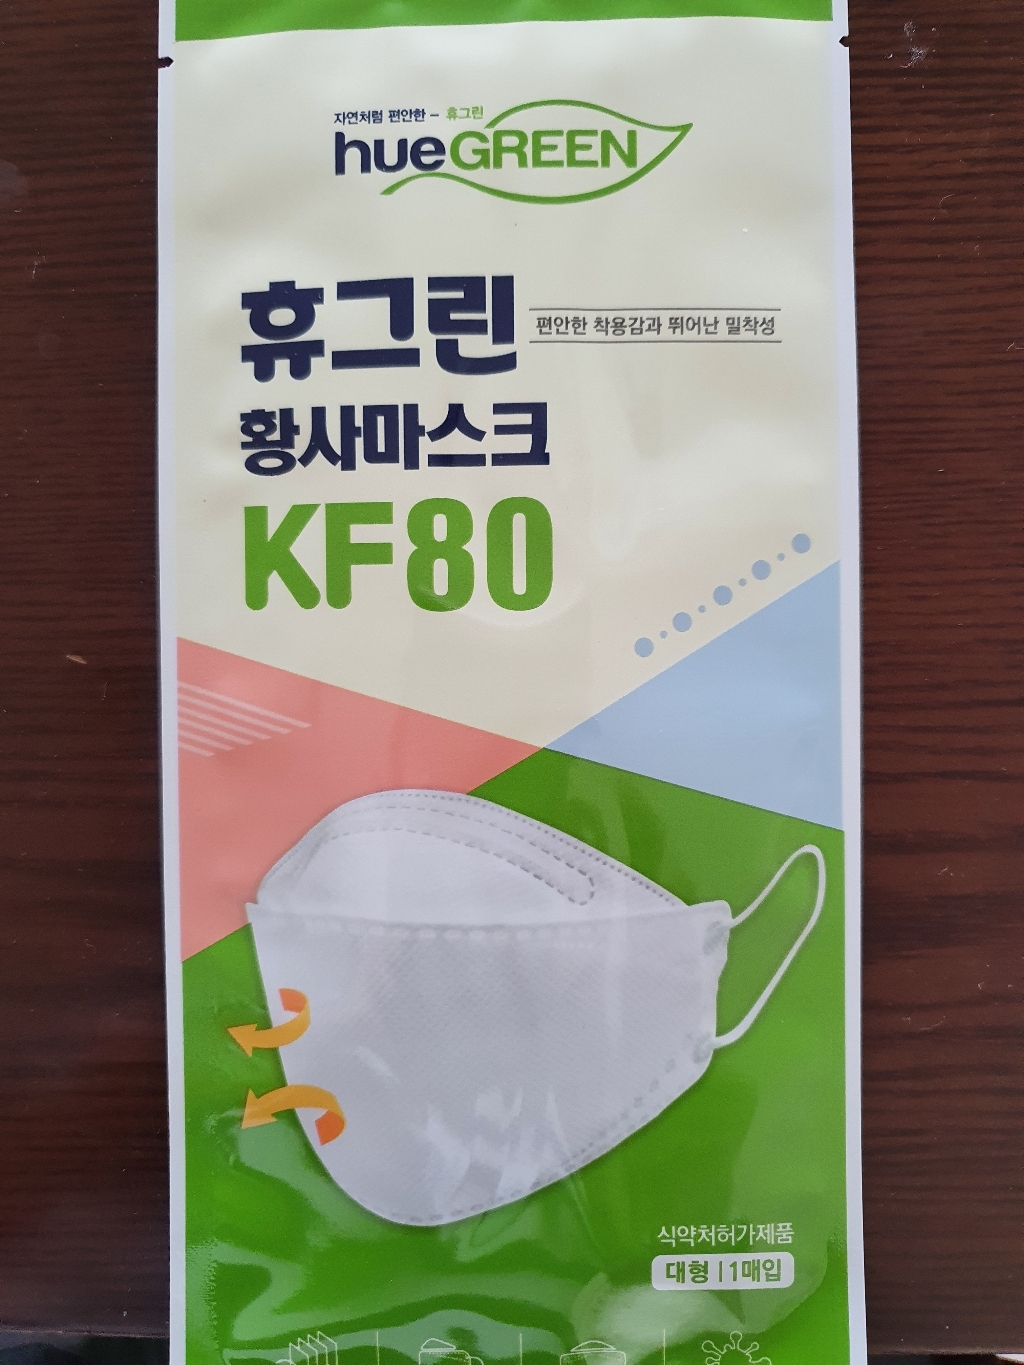 자연처럼 편안한 – 휴그린
hueGREEN
휴그린
편안한 착용감과 뛰어난 밀착성
황사마스크
KF80
식약처허가제품
대형 | 1매입